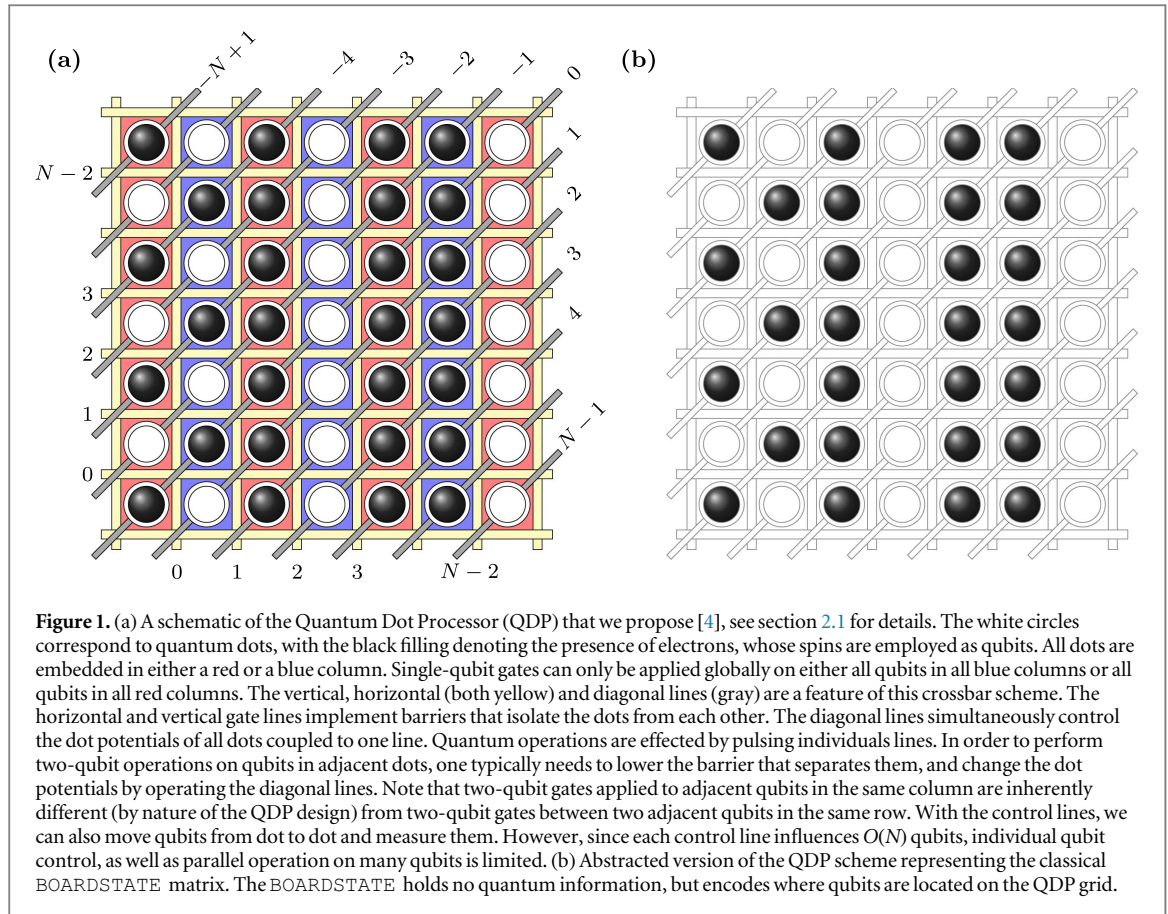 (a)
−N + 1
−4
−3
−2
−1
0
(b)
1
N − 2
2
3
3
4
2
1
N − 1
0
0
1
2
3
N − 2
Figure 1. (a) A schematic of the Quantum Dot Processor (QDP) that we propose [4], see section 2.1 for details. The white circles
correspond to quantum dots, with the black filling denoting the presence of electrons, whose spins are employed as qubits. All dots are
embedded in either a red or a blue column. Single-qubit gates can only be applied globally on either all qubits in all blue columns or all
qubits in all red columns. The vertical, horizontal (both yellow) and diagonal lines (gray) are a feature of this crossbar scheme. The
horizontal and vertical gate lines implement barriers that isolate the dots from each other. The diagonal lines simultaneously control
the dot potentials of all dots coupled to one line. Quantum operations are effected by pulsing individuals lines. In order to perform
two-qubit operations on qubits in adjacent dots, one typically needs to lower the barrier that separates them, and change the dot
potentials by operating the diagonal lines. Note that two-qubit gates applied to adjacent qubits in the same column are inherently
different (by nature of the QDP design) from two-qubit gates between two adjacent qubits in the same row. With the control lines, we
can also move qubits from dot to dot and measure them. However, since each control line influences O(N) qubits, individual qubit
control, as well as parallel operation on many qubits is limited. (b) Abstracted version of the QDP scheme representing the classical
BOARDSTATE matrix. The BOARDSTATE holds no quantum information, but encodes where qubits are located on the QDP grid.